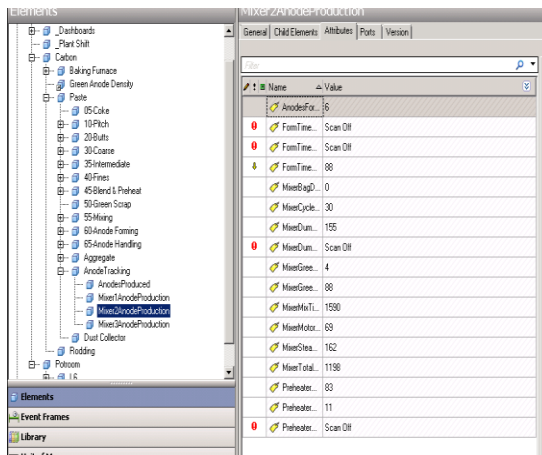 Elements
Mixer2AnodeProduction
_Dashboards
_Plant Shift
Carbon
Baking Furnace
Green Anode Density
Paste
05-Coke
10-Pitch
20-Butts
30-Coarse
35-Intermediate
40-Fines
45-Blend & Preheat
50-Green Scrap
55-Mixing
60-Anode Forming
65-Anode Handling
Aggregate
AnodeTracking
AnodesProduced
Mixer1AnodeProduction
Mixer2AnodeProduction
Mixer3AnodeProduction
Dust Collector
Rodding
Potroom
L6
Elements
Event Frames
Library
General Child Elements Attributes Ports Version
Filter
Name Value
AnodesFor... 6
FormTime... Scan Off
FormTime... Scan Off
FormTime... 88
MixerBagD... 0
MixerCycle... 30
MixerDum... 155
MixerDum... Scan Off
MixerGree... 4
MixerGree... 88
MixerMixTi... 1590
MixerMotor... 69
MixerStea... 162
MixerTotal... 1198
Preheater... 83
Preheater... 11
Preheater... Scan Off